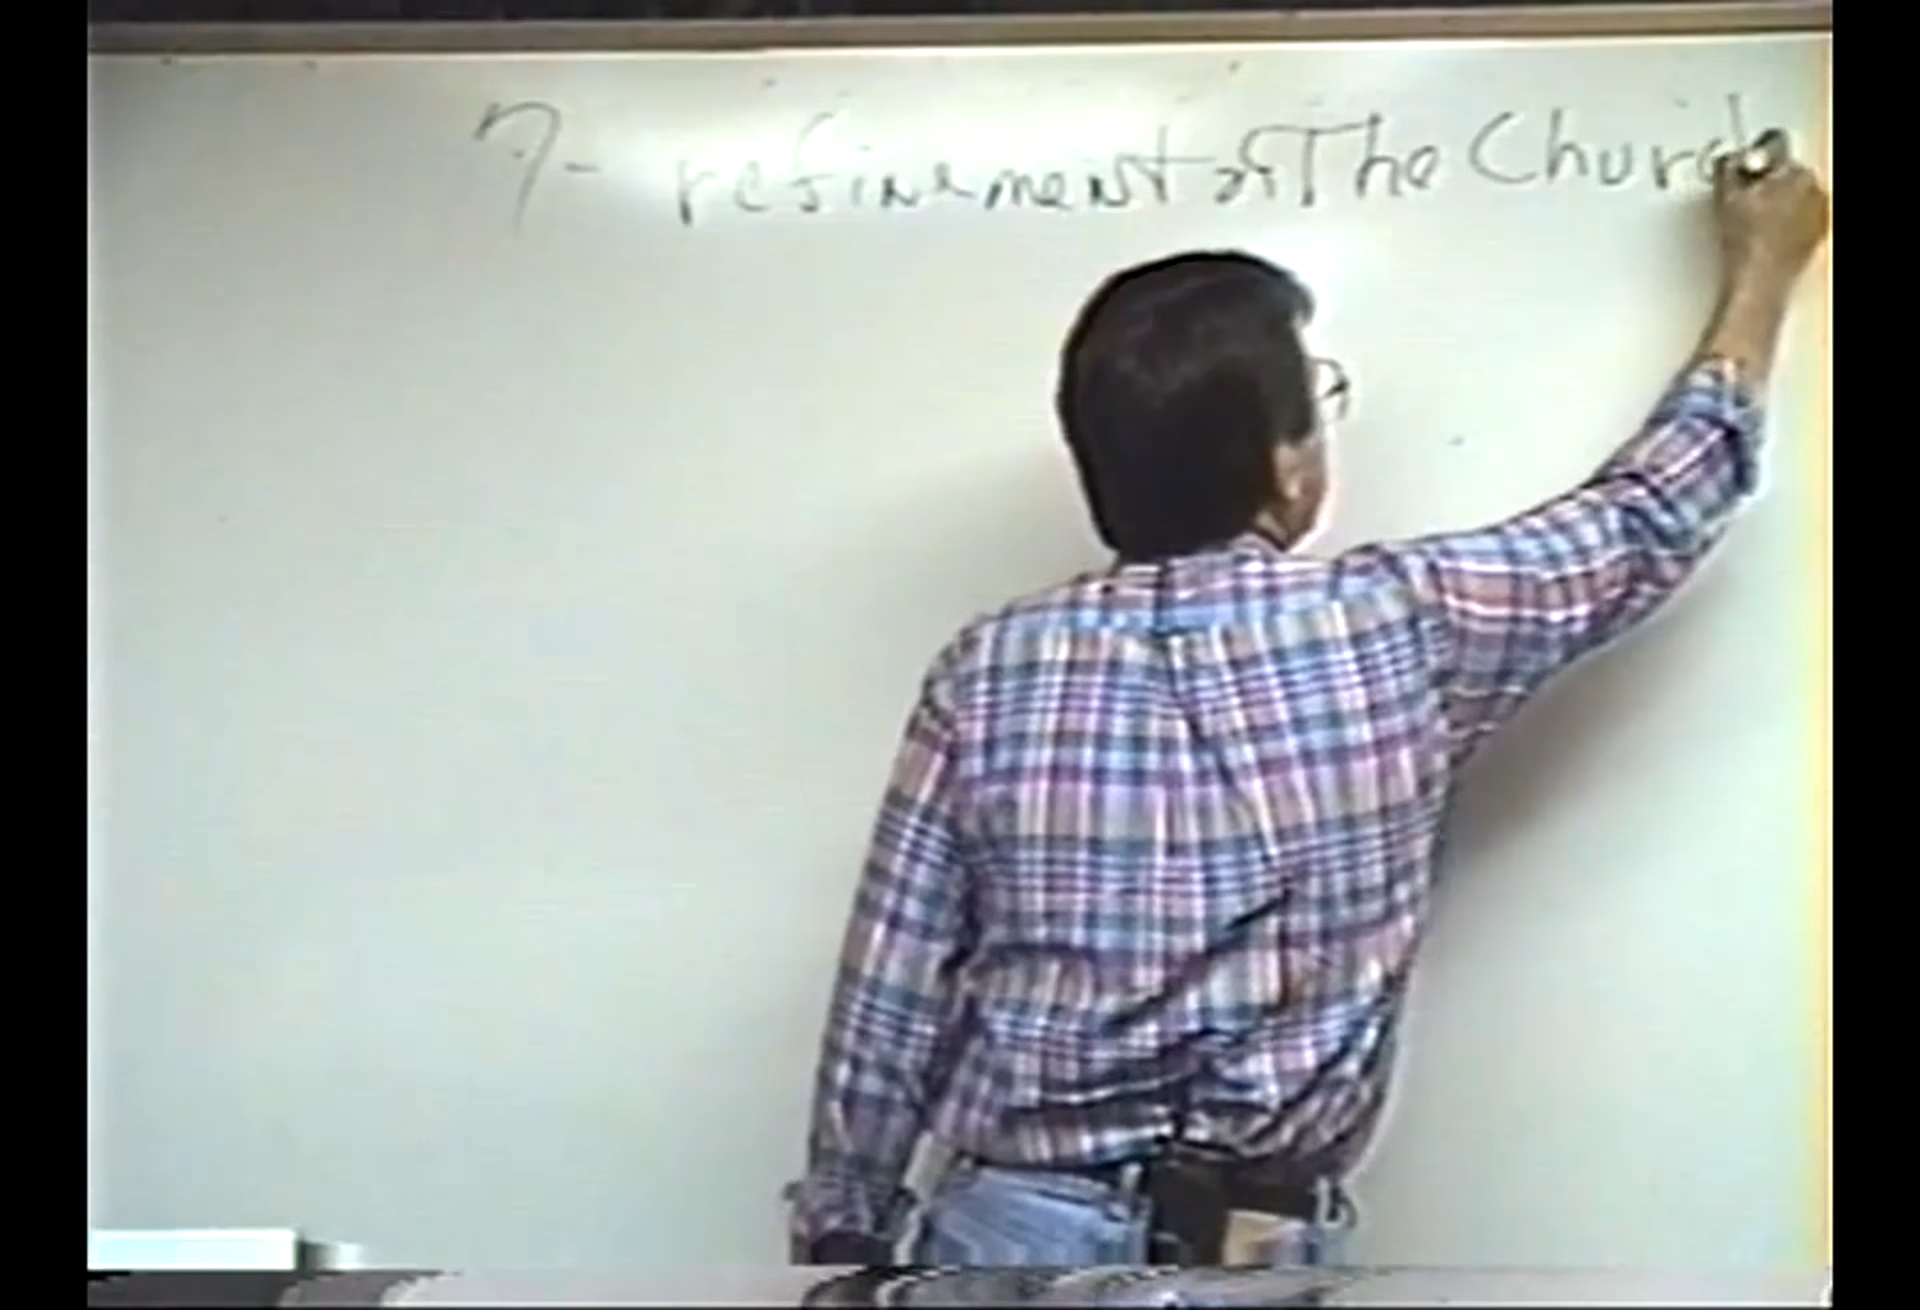 7- refinement of The Church